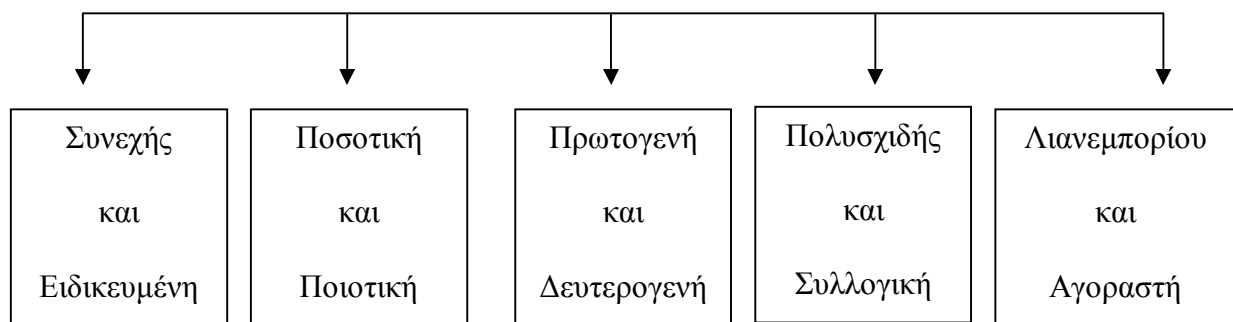 Συνεχής
και
Ειδικευμένη
Ποσοτική
και
Ποιοτική
Πρωτογενή
και
Δευτερογενή
Πολυσχιδής
και
Συλλογική
Λιανεμπορίου
και
Αγοραστή